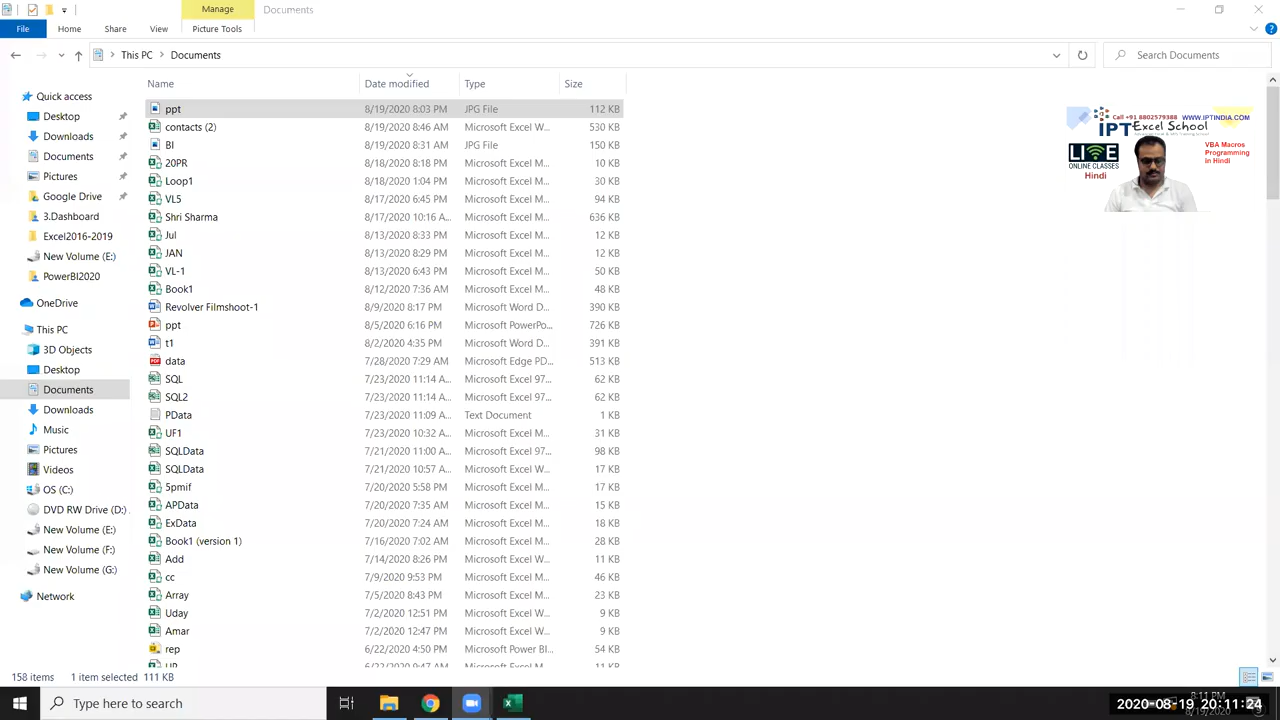 Manage
Documents
File
Home
Share
View
Picture Tools
This PC
Documents
Search Documents
Name
Date modified
Type
Size
Quick access
Desktop
Downloads
Documents
Pictures
Google Drive
3.Dashboard
Excel2016-2019
New Volume (E:)
PowerBI2020
OneDrive
This PC
3D Objects
Desktop
Documents
Downloads
Music
Pictures
Videos
OS (C:)
DVD RW Drive (D:)
New Volume (E:)
New Volume (F:)
New Volume (G:)
Network
ppt 8/19/2020 8:03 PM JPG File 112 KB
contacts (2) 8/19/2020 8:46 AM Microsoft Excel W... 530 KB
BI 8/19/2020 8:31 AM JPG File 150 KB
20PR 8/18/2020 8:18 PM Microsoft Excel M... 10 KB
Loop1 8/18/2020 1:04 PM Microsoft Excel M... 30 KB
VL5 8/17/2020 6:45 PM Microsoft Excel M... 94 KB
Shri Sharma 8/17/2020 10:16 A... Microsoft Excel M... 636 KB
Jul 8/13/2020 8:33 PM Microsoft Excel M... 12 KB
JAN 8/13/2020 8:29 PM Microsoft Excel M... 12 KB
VL-1 8/13/2020 6:43 PM Microsoft Excel M... 50 KB
Book1 8/12/2020 7:36 AM Microsoft Excel M... 48 KB
Revolver Filmshoot-1 8/9/2020 8:17 PM Microsoft Word D... 390 KB
ppt 8/5/2020 6:16 PM Microsoft PowerPo... 726 KB
t1 8/2/2020 4:35 PM Microsoft Word D... 391 KB
data 7/28/2020 7:29 AM Microsoft Edge PD... 513 KB
SQL 7/23/2020 11:14 A... Microsoft Excel 97... 62 KB
SQL2 7/23/2020 11:14 A... Microsoft Excel 97... 62 KB
PData 7/23/2020 11:09 A... Text Document 1 KB
UF1 7/23/2020 10:32 A... Microsoft Excel M... 31 KB
SQLData 7/21/2020 11:00 A... Microsoft Excel 97... 98 KB
SQLData 7/21/2020 10:57 A... Microsoft Excel W... 17 KB
5pmif 7/20/2020 5:58 PM Microsoft Excel M... 17 KB
APData 7/20/2020 7:35 AM Microsoft Excel M... 15 KB
ExData 7/20/2020 7:24 AM Microsoft Excel M... 18 KB
Book1 (version 1) 7/16/2020 7:02 AM Microsoft Excel M... 28 KB
Add 7/14/2020 8:26 PM Microsoft Excel W... 11 KB
cc 7/9/2020 9:53 PM Microsoft Excel M... 46 KB
Array 7/5/2020 8:43 PM Microsoft Excel M... 23 KB
Uday 7/2/2020 12:51 PM Microsoft Excel W... 9 KB
Amar 7/2/2020 12:47 PM Microsoft Excel W... 9 KB
rep 6/22/2020 4:50 PM Microsoft Power BI... 54 KB
Call +91 8802579388 WWW.IPTINDIA.COM
IPT Excel School
LIVE
ONLINE CLASSES
Hindi
VBA Macros
Programming
in Hindi
158 items 1 item selected 111 KB
Type here to search
8:11 PM
2020-08-19 20:11:24